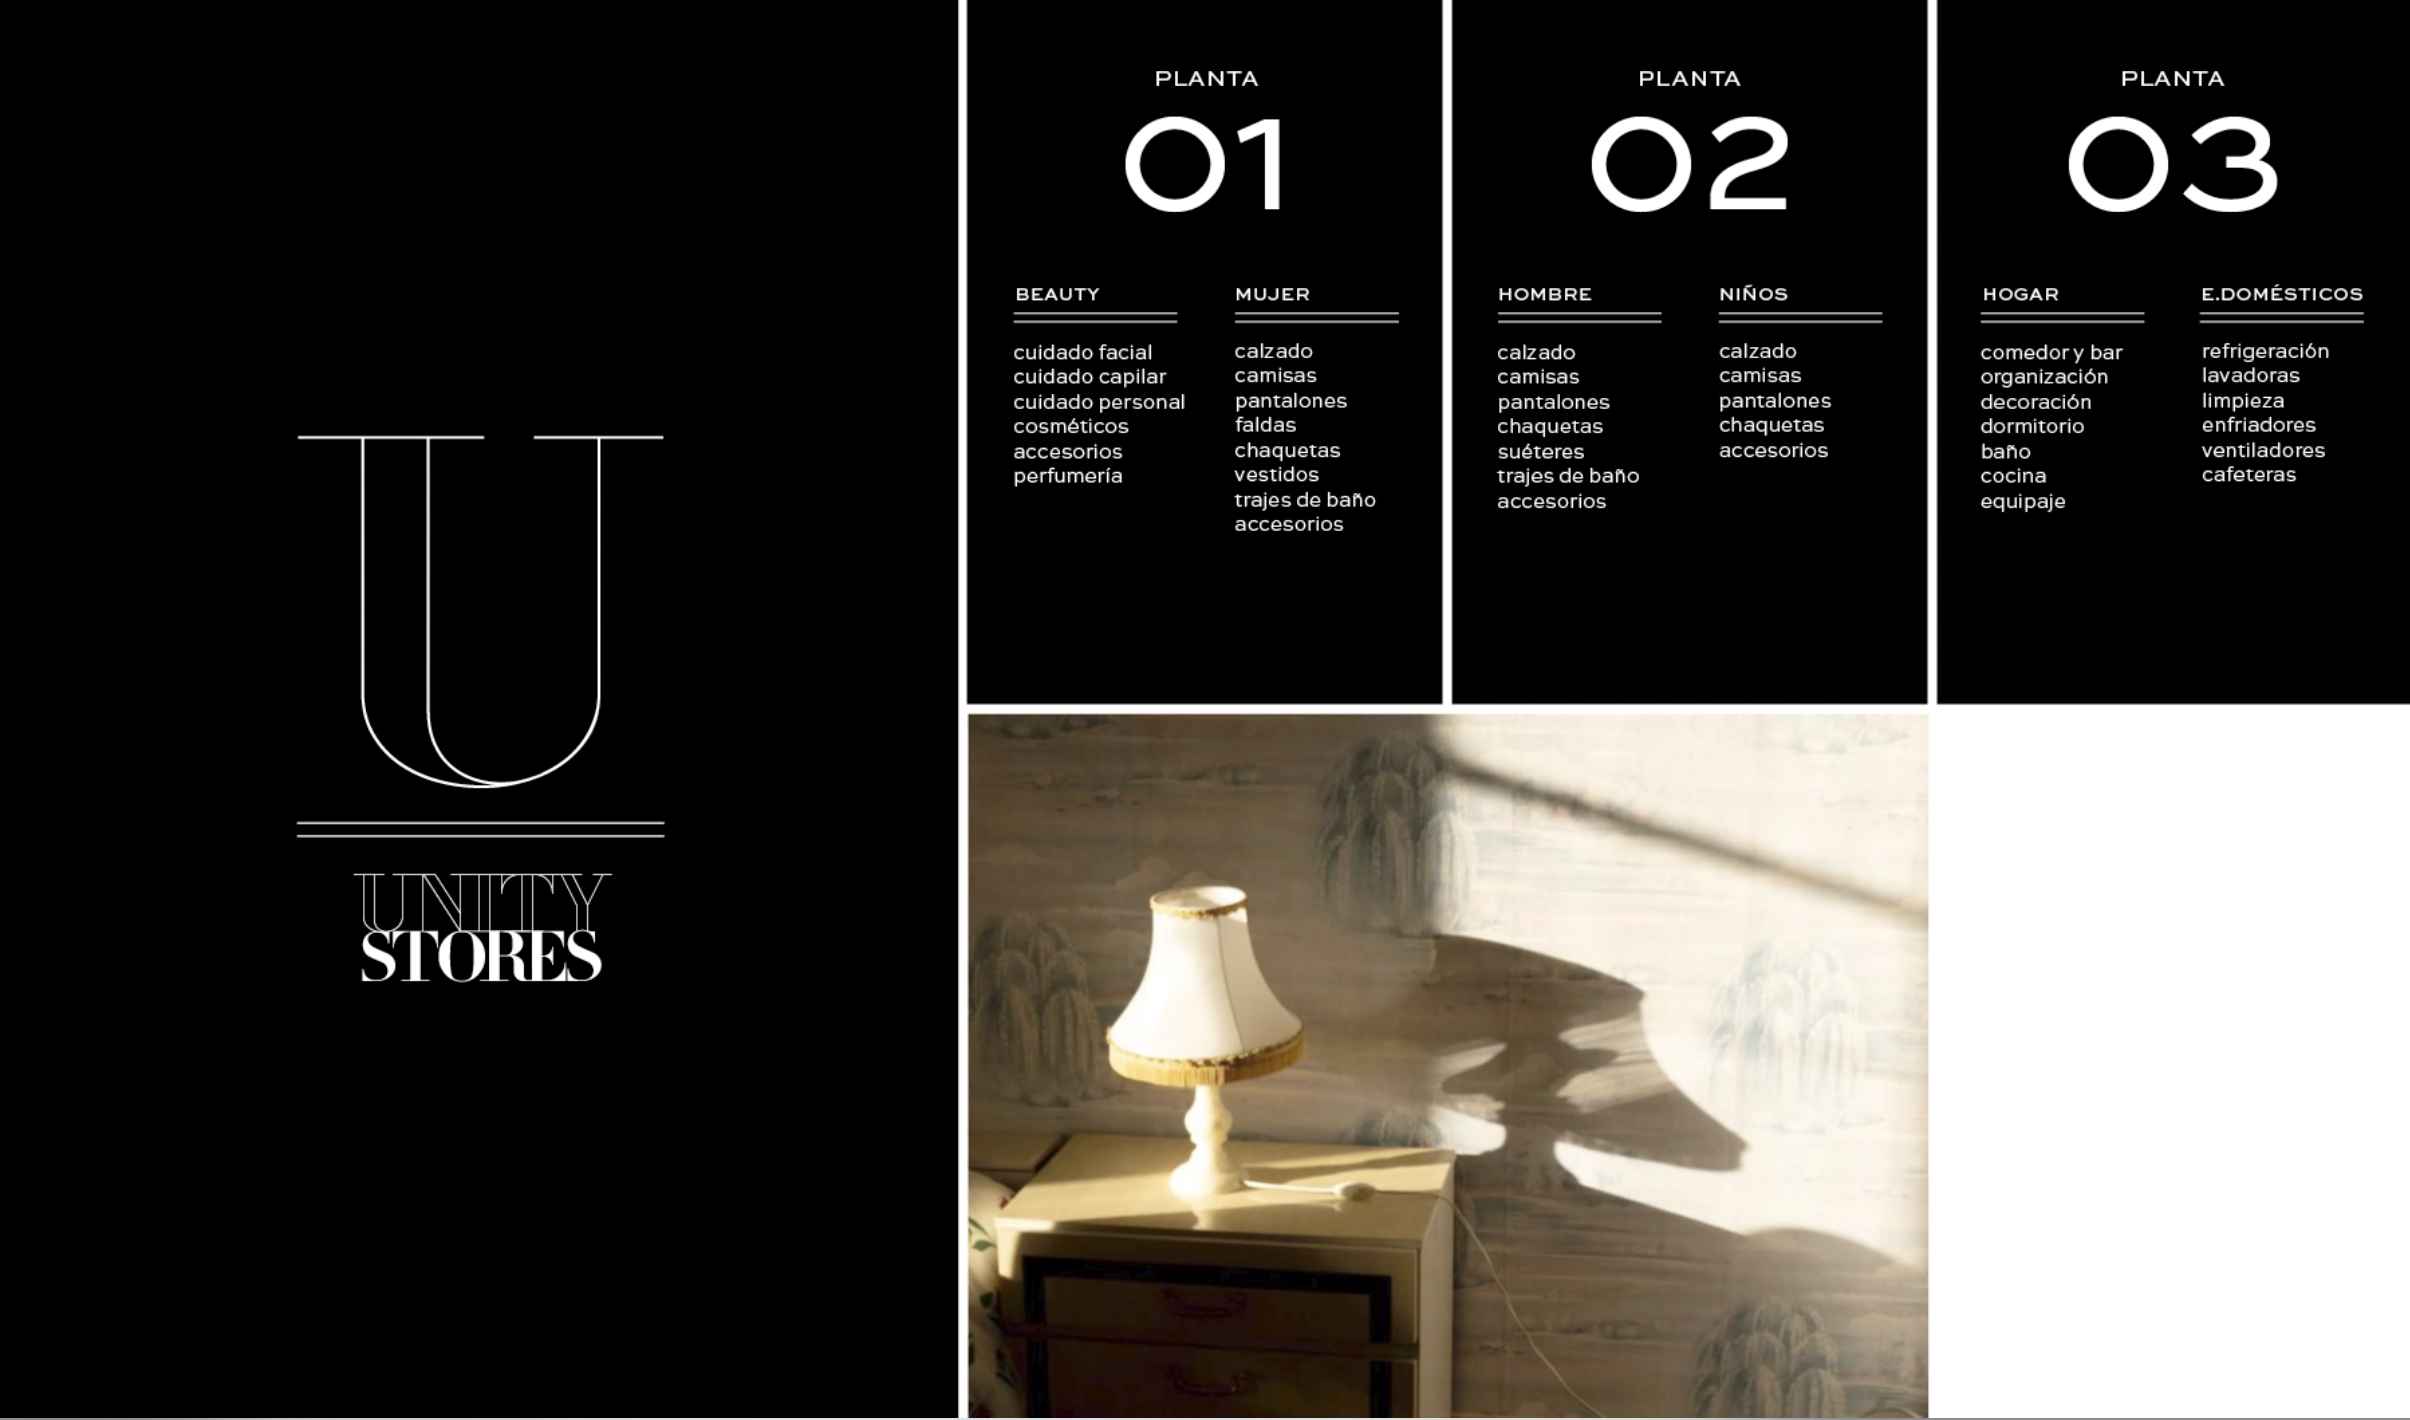 U
UNITY
STORES
PLANTA
01
BEAUTY
cuidado facial
cuidado capilar
cuidado personal
cosméticos
accesorios
perfumería
MUJER
calzado
camisas
pantalones
faldas
chaquetas
vestidos
trajes de baño
accesorios
PLANTA
02
HOMBRE
calzado
camisas
pantalones
chaquetas
suéteres
trajes de baño
accesorios
NIÑOS
calzado
camisas
pantalones
chaquetas
accesorios
PLANTA
03
HOGAR
comedor y bar
organización
decoración
dormitorio
baño
cocina
equipaje
E.DOMÉSTICOS
refrigeración
lavadoras
limpieza
enfriadores
ventiladores
cafeteras